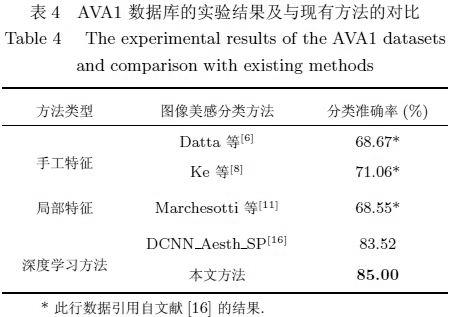 表 4 AVA1 数据库的实验结果及与现有方法的对比
Table 4 The experimental results of the AVA1 datasets
and comparison with existing methods
方法类型 图像美感分类方法 分类准确率 (%)
手工特征 Datta 等[6] 68.67*
Ke 等[8] 71.06*
局部特征 Marchesotti 等[11] 68.55*
深度学习方法 DCNN_Aesth_SP[16] 83.52
本文方法 85.00
* 此行数据引用自文献 [16] 的结果.